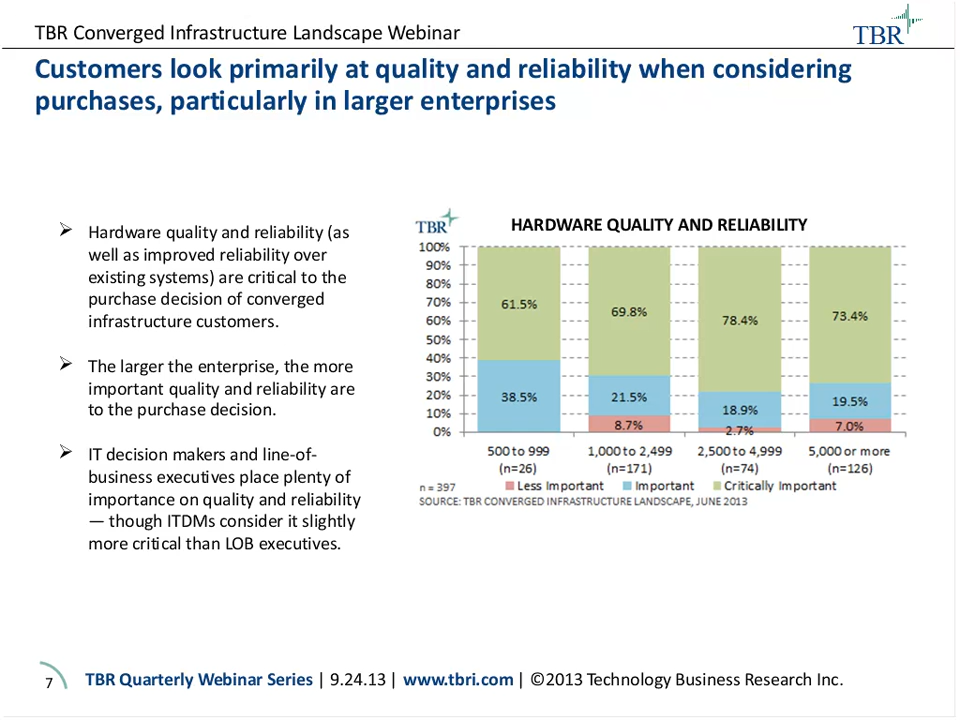 TBR Converged Infrastructure Landscape Webinar
TBR
Customers look primarily at quality and reliability when considering
purchases, particularly in larger enterprises
➢ Hardware quality and reliability (as
well as improved reliability over
existing systems) are critical to the
purchase decision of converged
infrastructure customers.
➢ The larger the enterprise, the more
important quality and reliability are
to the purchase decision.
➢ IT decision makers and line-of-
business executives place plenty of
importance on quality and reliability
— though ITDMs consider it slightly
more critical than LOB executives.
TBR
HARDWARE QUALITY AND RELIABILITY
100%
90%
80%
70%
60%
50%
40%
30%
20%
10%
0%
61.5% 69.8% 78.4% 73.4%
38.5% 21.5% 18.9% 19.5%
8.7% 2.7% 7.0%
500 to 999 1,000 to 2,499 2,500 to 4,999 5,000 or more
(n=26) (n=171) (n=74) (n=126)
n = 397
Less Important Important Critically Important
SOURCE: TBR CONVERGED INFRASTRUCTURE LANDSCAPE, JUNE 2013
7
TBR Quarterly Webinar Series | 9.24.13 | www.tbri.com | ©2013 Technology Business Research Inc.